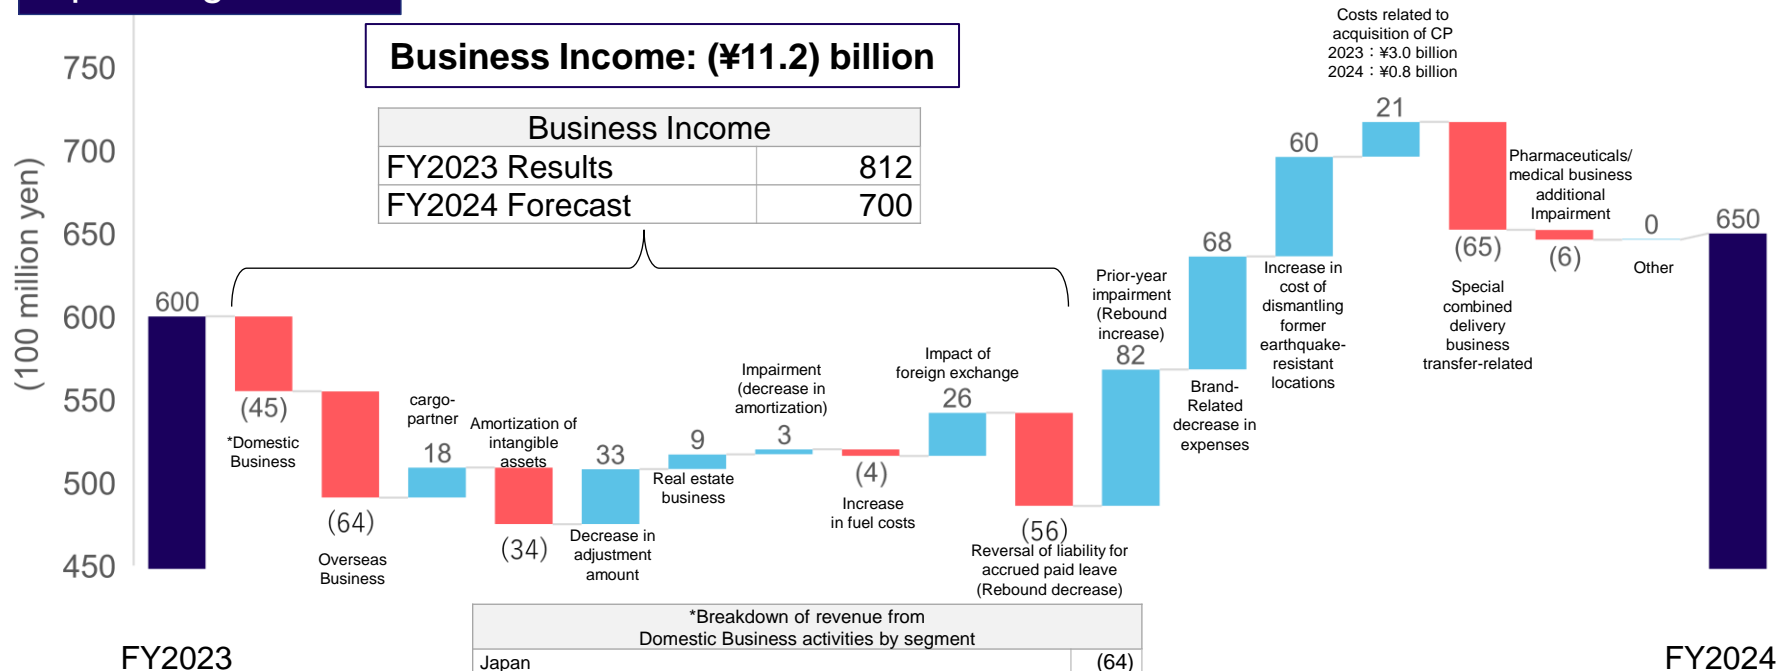 Business Income: (¥11.2) billion
Business Income
FY2023 Results 812
FY2024 Forecast 700
(100 million yen)
750
700
650
600
550
500
450
600
(45)
*Domestic
Business
(64)
Overseas
Business
cargo-
partner
18
Amortization of
intangible
assets
(34)
33
Decrease in
adjustment
amount
9
Real estate
business
Impairment
(decrease in
amortization)
3
(4)
Increase
in fuel costs
Impact of
foreign exchange
26
(56)
Reversal of liability for
accrued paid leave
(Rebound decrease)
Prior-year
impairment
(Rebound
increase)
82
68
Brand-
Related
decrease in
expenses
60
Increase in
cost of
dismantling
former
earthquake-
resistant
locations
Costs related to
acquisition of CP
2023：¥3.0 billion
2024：¥0.8 billion
21
(65)
Special
combined
delivery
business
transfer-related
Pharmaceuticals/
medical business
additional
Impairment
(6)
0
Other
650
FY2023
FY2024
*Breakdown of revenue from
Domestic Business activities by segment
Japan (64)